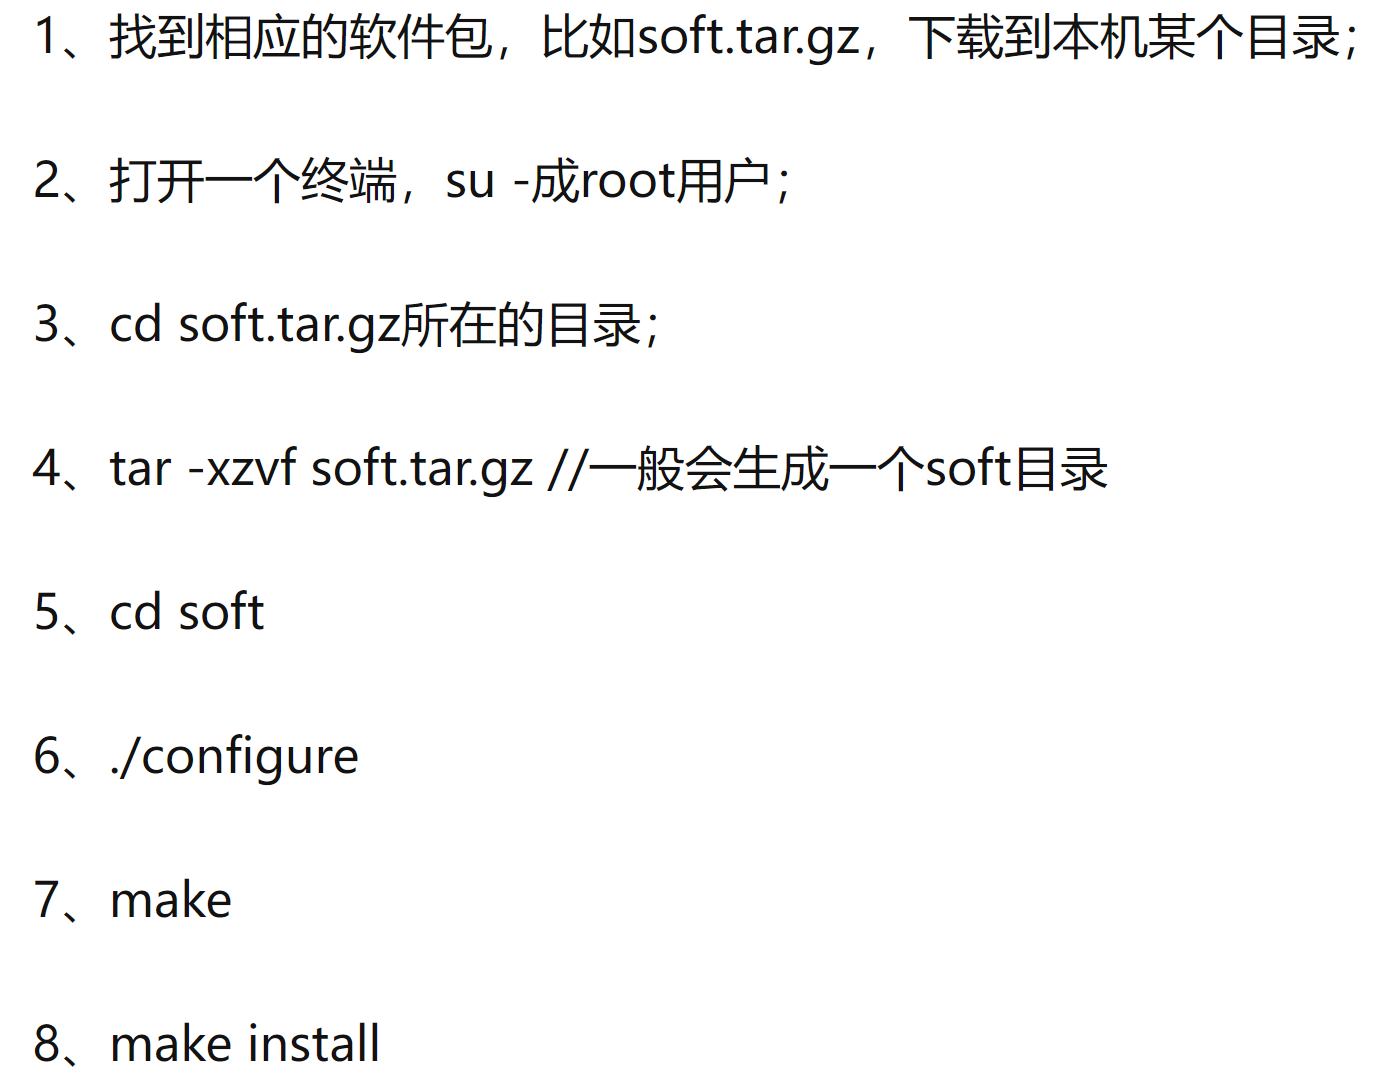 1、找到相应的软件包，比如soft.tar.gz，下载到本机某个目录；
2、打开一个终端，su -成root用户；
3、cd soft.tar.gz所在的目录；
4、tar -xzvf soft.tar.gz //一般会生成一个soft目录
5、cd soft
6、./configure
7、make
8、make install